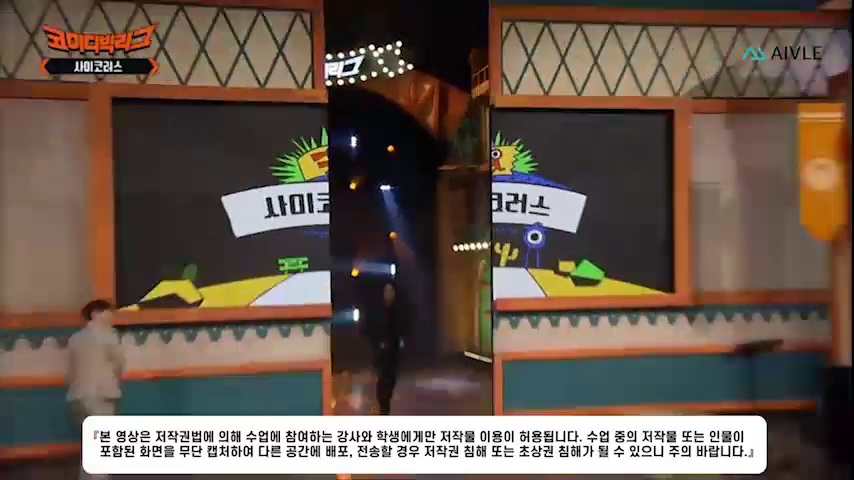 코미디빅리그
사이코러스
리그
AIVLE
사이코
코러스
『본 영상은 저작권법에 의해 수업에 참여하는 강사와 학생에게만 저작물 이용이 허용됩니다. 수업 중의 저작물 또는 인물이
포함된 화면을 무단 캡처하여 다른 공간에 배포, 전송할 경우 저작권 침해 또는 초상권 침해가 될 수 있으니 주의 바랍니다.』